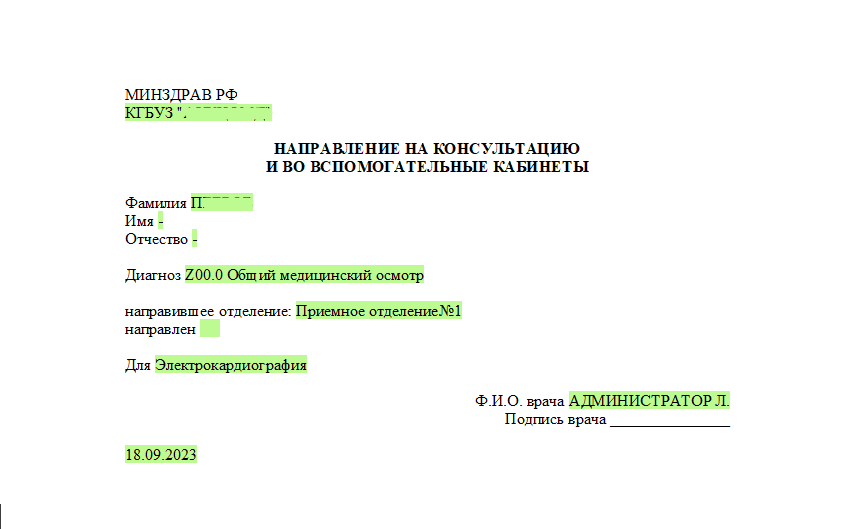 МИНЗДРАВ РФ
КГБУЗ "
НАПРАВЛЕНИЕ НА КОНСУЛЬТАЦИЮ
И ВО ВСПОМОГАТЕЛЬНЫЕ КАБИНЕТЫ
Фамилия
Имя -
Отчество -
Диагноз Z00.0 Общий медицинский осмотр
направившее отделение: Приемное отделение№1
направлен
Для Электрокардиография
Ф.И.О. врача АДМИНИСТРАТОР Л.
Подпись врача _______________
18.09.2023